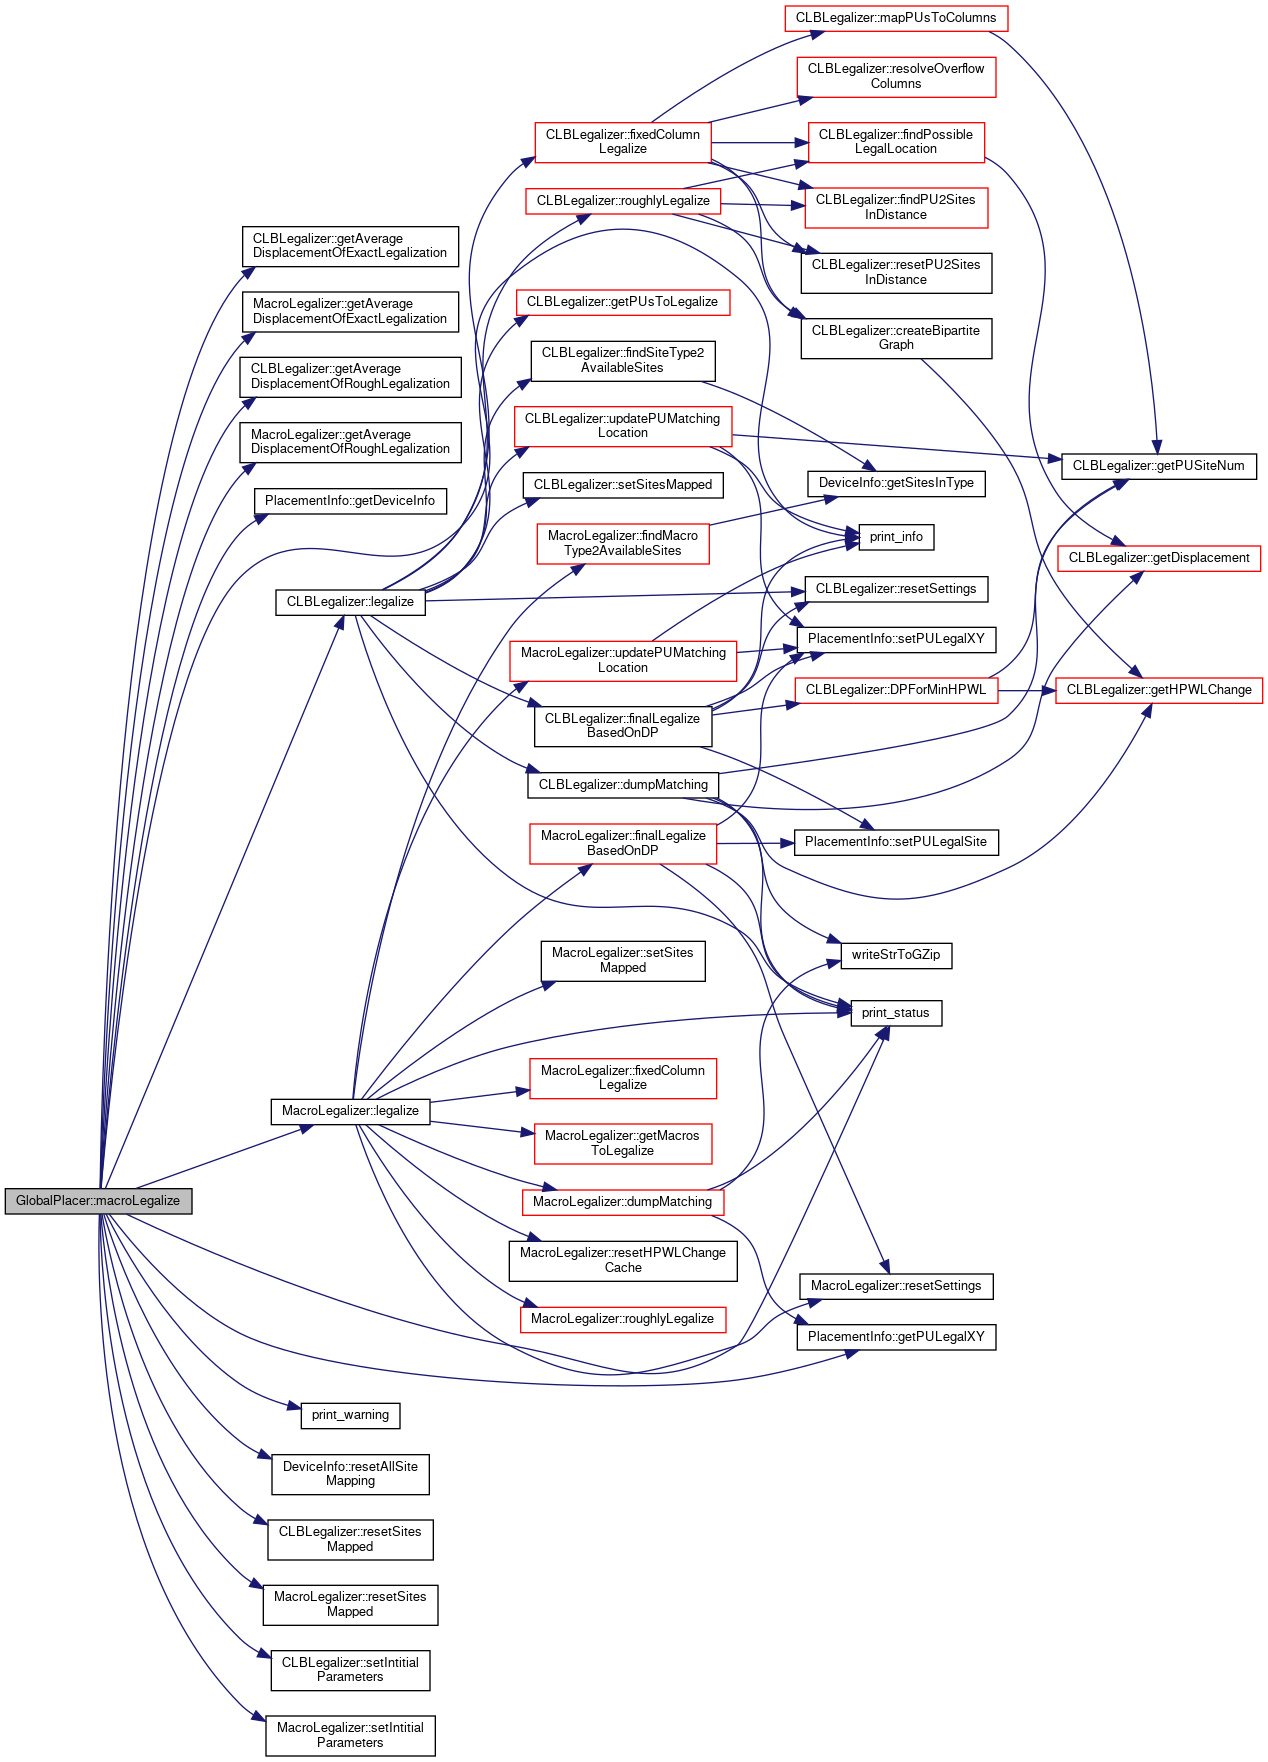 CLBLegalizer::mapPUsToColumns
CLBLegalizer::resolveOverflow
Columns
CLBLegalizer::fixedColumn
Legalize
CLBLegalizer::findPossible
LegalLocation
CLBLegalizer::roughlyLegalize
CLBLegalizer::findPU2Sites
InDistance
CLBLegalizer::getAverage
DisplacementOfExactLegalization
CLBLegalizer::resetPU2Sites
InDistance
MacroLegalizer::getAverage
DisplacementOfExactLegalization
CLBLegalizer::getPUsToLegalize
CLBLegalizer::createBipartite
Graph
CLBLegalizer::getAverage
DisplacementOfRoughLegalization
CLBLegalizer::findSiteType2
AvailableSites
MacroLegalizer::getAverage
DisplacementOfRoughLegalization
CLBLegalizer::updatePUMatching
Location
CLBLegalizer::getPUSiteNum
PlacementInfo::getDeviceInfo
CLBLegalizer::setSitesMapped
DeviceInfo::getSitesInType
MacroLegalizer::findMacro
Type2AvailableSites
print_info
CLBLegalizer::getDisplacement
CLBLegalizer::legalize
CLBLegalizer::resetSettings
MacroLegalizer::updatePUMatching
Location
PlacementInfo::setPULegalXY
CLBLegalizer::DPForMinHPWL
CLBLegalizer::getHPWLChange
CLBLegalizer::finalLegalize
BasedOnDP
CLBLegalizer::dumpMatching
MacroLegalizer::finalLegalize
BasedOnDP
PlacementInfo::setPULegalSite
MacroLegalizer::setSites
Mapped
writeStrToGZip
print_status
MacroLegalizer::fixedColumn
Legalize
MacroLegalizer::legalize
MacroLegalizer::getMacros
ToLegalize
GlobalPlacer::macroLegalize
MacroLegalizer::dumpMatching
MacroLegalizer::resetHPWLChange
Cache
MacroLegalizer::resetSettings
MacroLegalizer::roughlyLegalize
PlacementInfo::getPULegalXY
print_warning
DeviceInfo::resetAllSite
Mapping
CLBLegalizer::resetSites
Mapped
MacroLegalizer::resetSites
Mapped
CLBLegalizer::setIntitial
Parameters
MacroLegalizer::setIntitial
Parameters